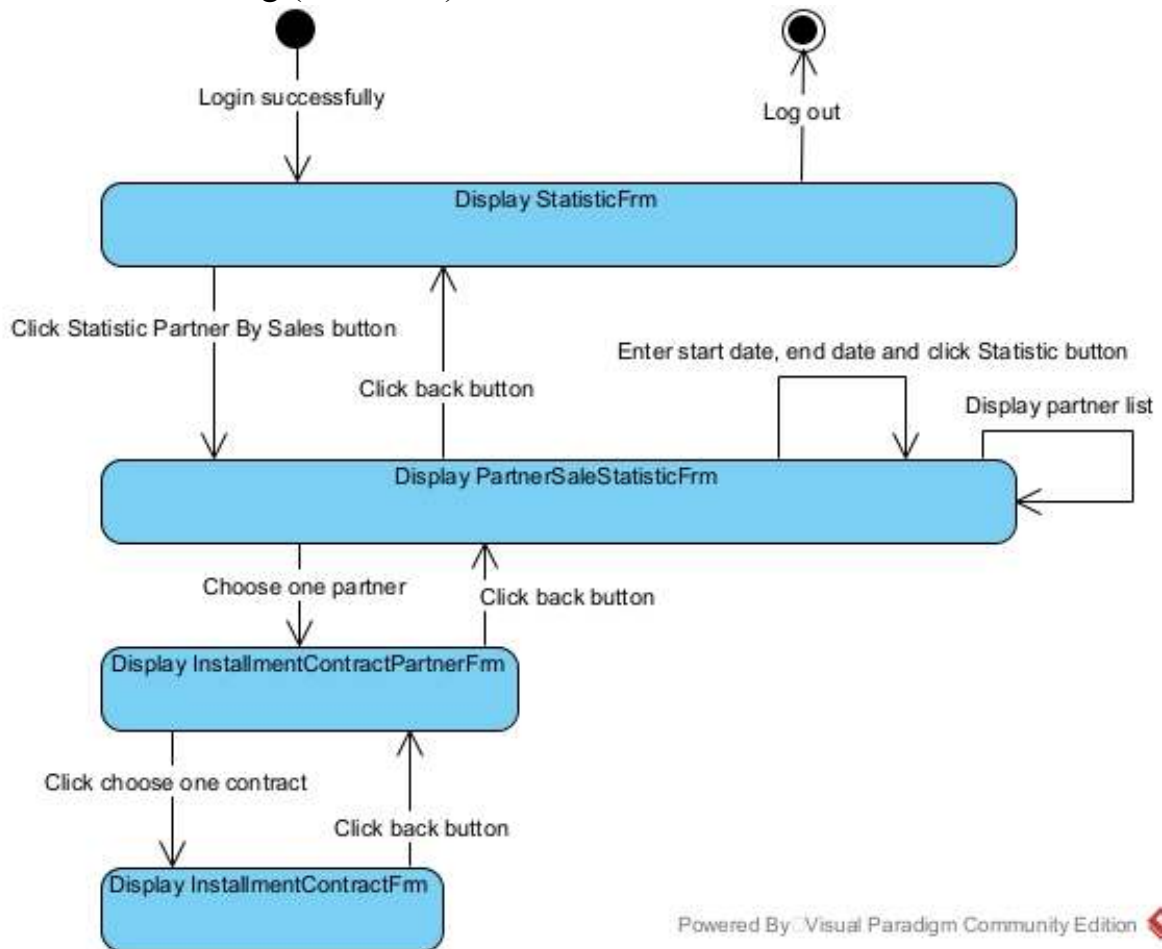 Login successfully
Log out
Display StatisticFrm
Click Statistic Partner By Sales button
Click back button
Enter start date, end date and click Statistic button
Display partner list
Display PartnerSaleStatisticFrm
Choose one partner
Click back button
Display InstallmentContractPartnerFrm
Click choose one contract
Click back button
Display InstallmentContractFrm
Powered By Visual Paradigm Community Edition